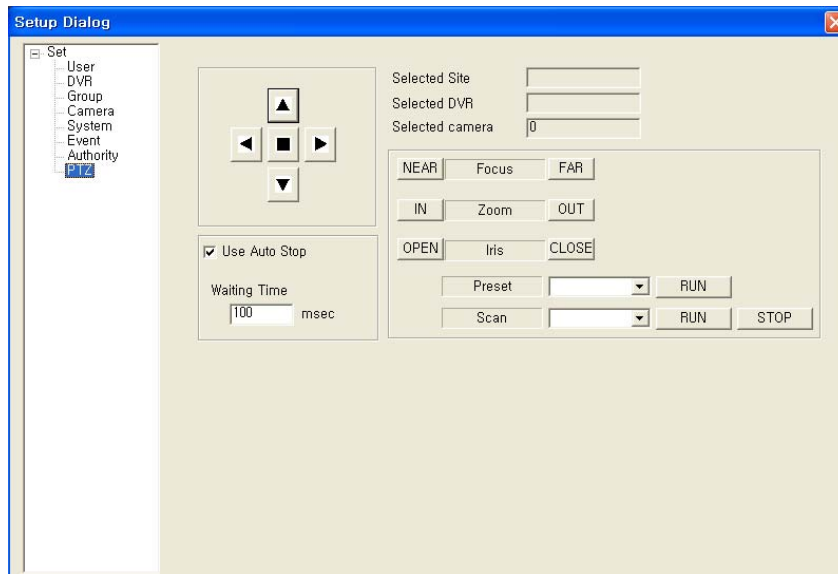 Setup Dialog
Set
User
DVR
Group
Camera
System
Event
Authority
PTZ
Use Auto Stop
Waiting Time
100 msec
Selected Site
Selected DVR
Selected camera 0
NEAR Focus FAR
IN Zoom OUT
OPEN Iris CLOSE
Preset RUN
Scan RUN STOP